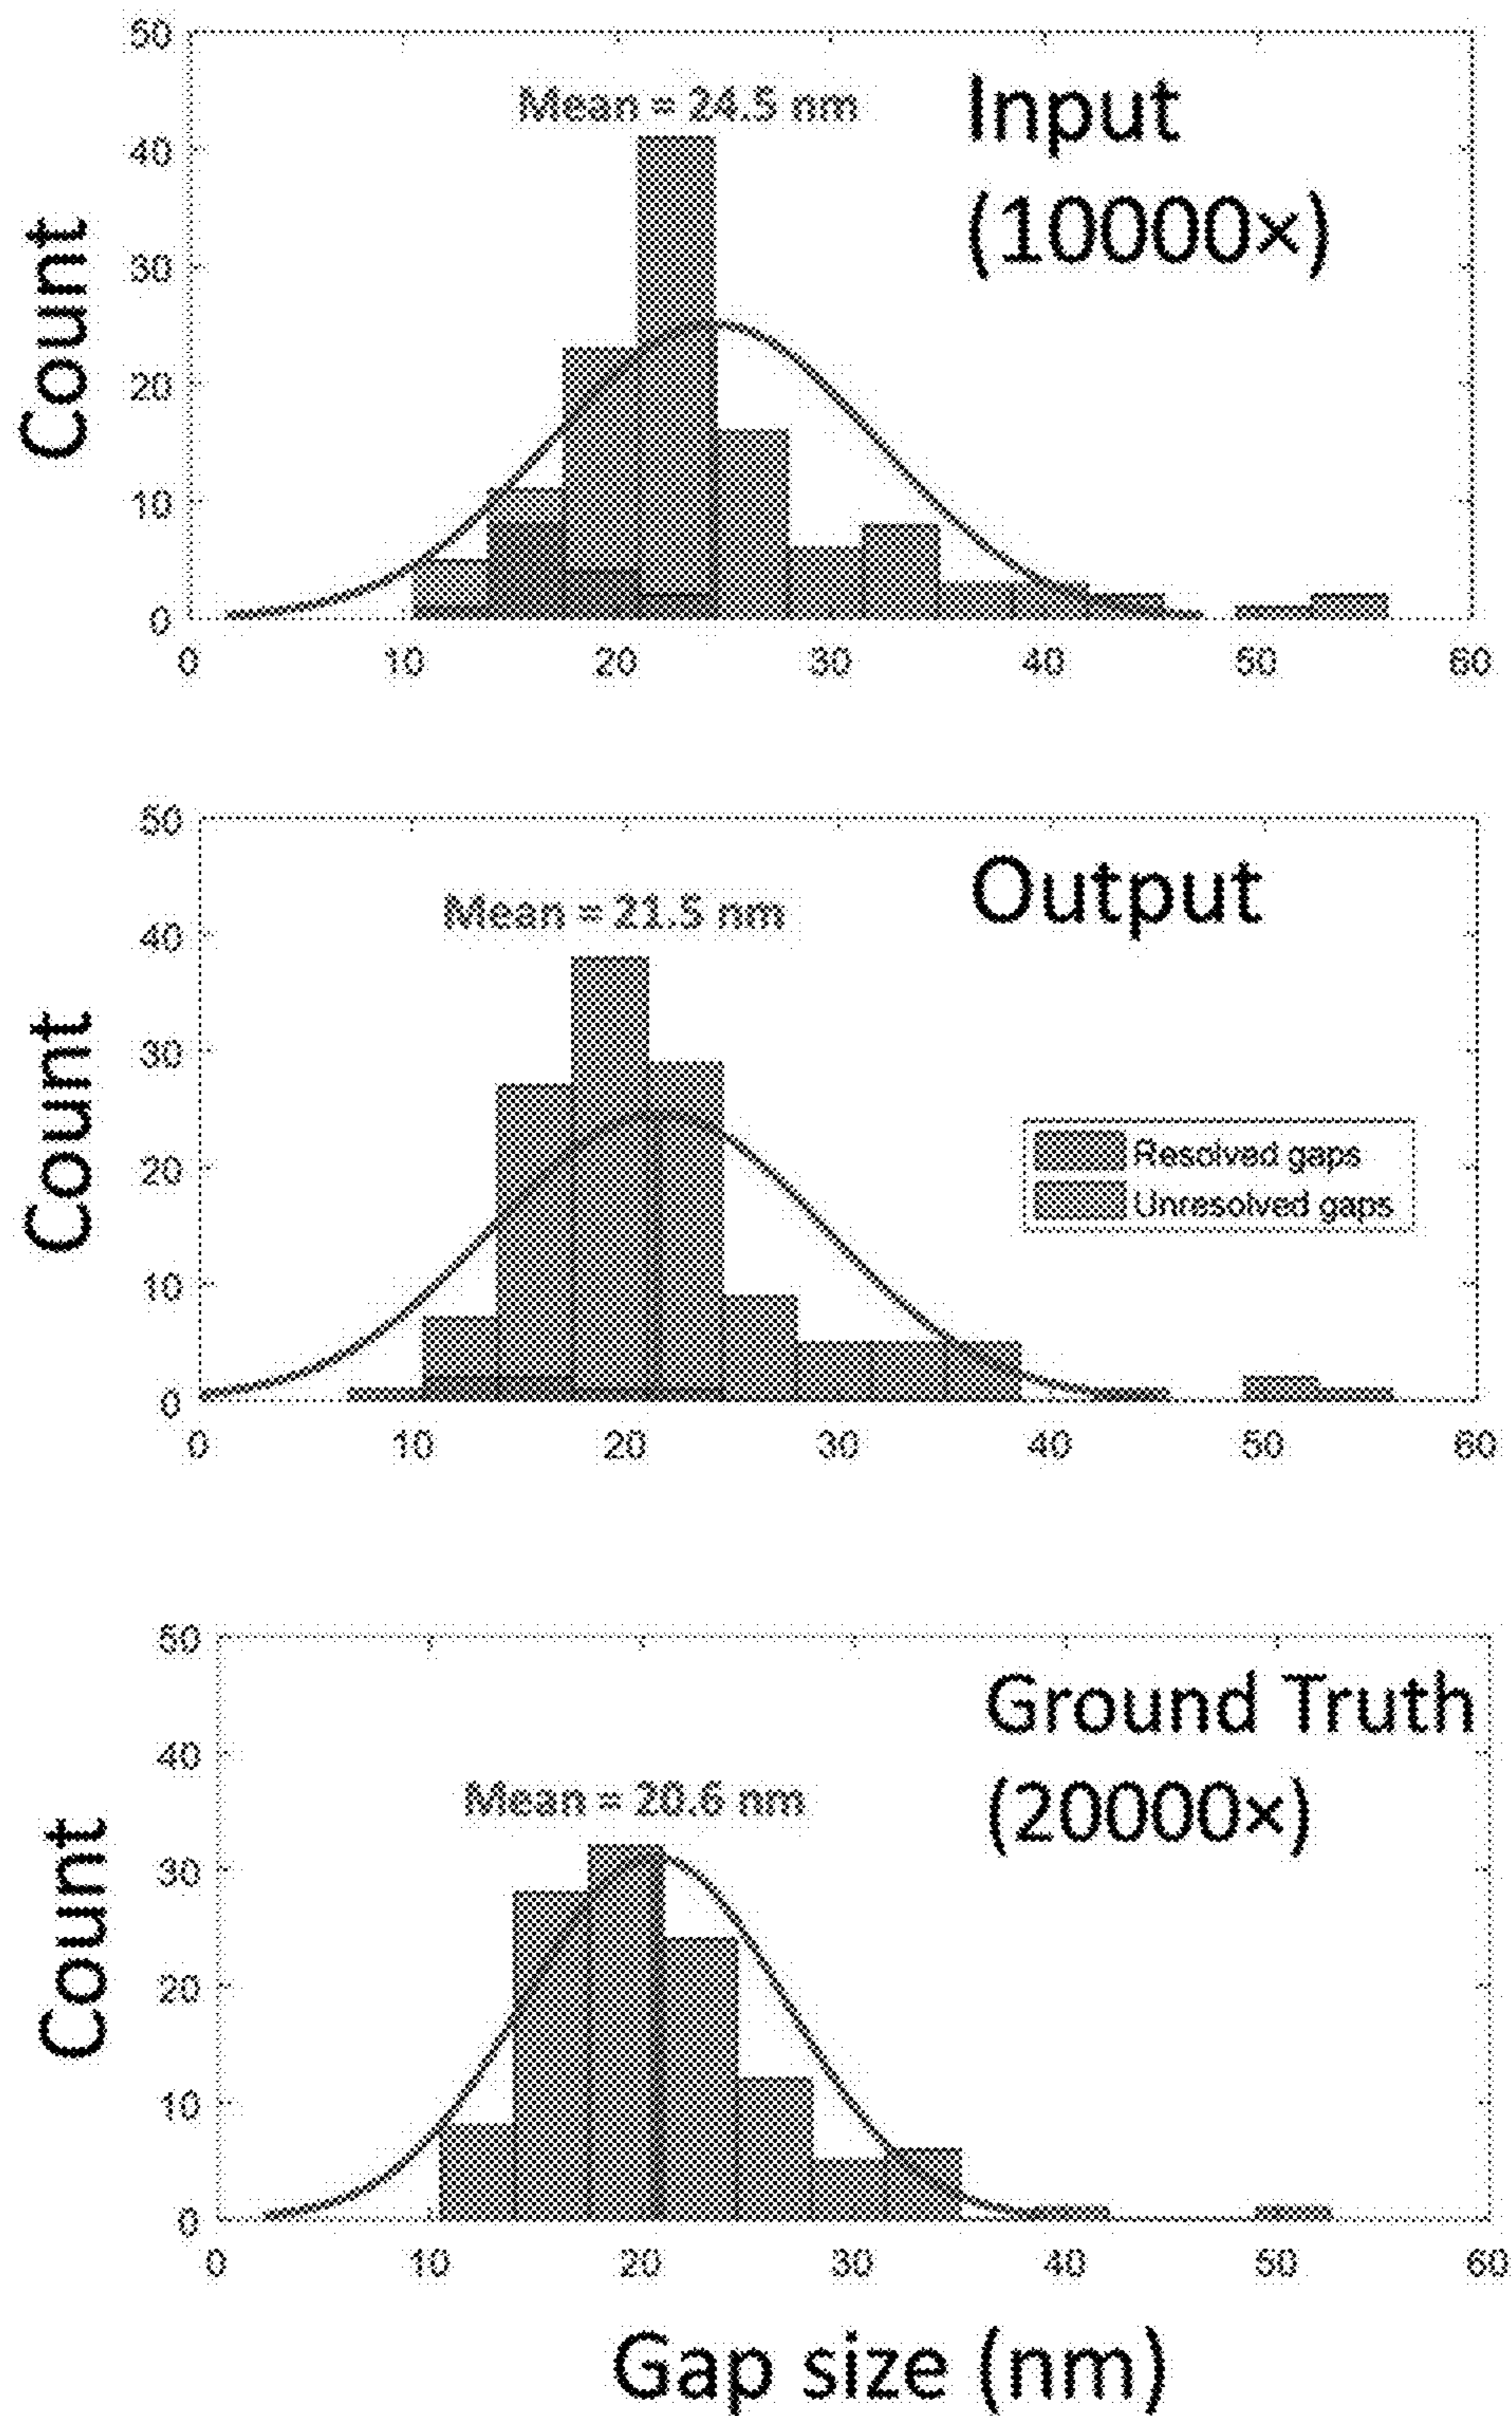 50
Mean = 24.5 nm
Input
40
(10000×)
30
Count
20
10
0
0 10 20 30 40 50 60
50
Output
Mean = 21.5 nm
40
30
Resolved gaps
Count
20
Unresolved gaps
10
0
0 10 20 30 40 50 60
50
Ground Truth
40
Mean = 20.6 nm
(20000×)
30
Count
20
10
0
0 10 20 30 40 50 60
Gap size (nm)